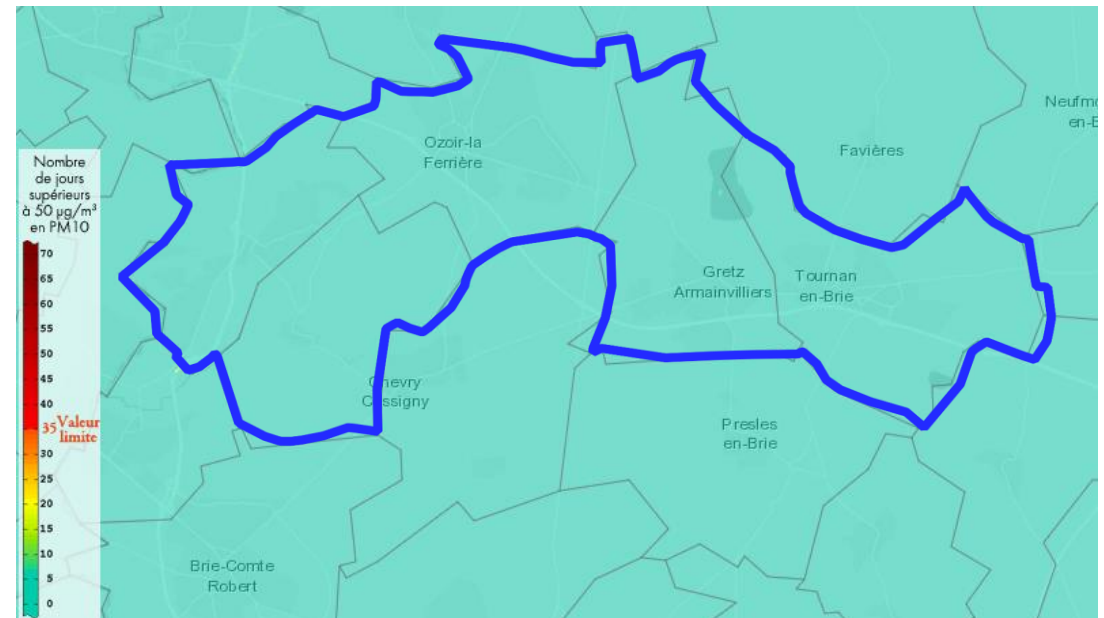 Neufmo
en-B
Ozoir-la
Ferrière
Favières
Nombre
de jours
supérieurs
à 50 µg/m³
en PM10
70
65
60
55
50
45
40
35 Valeur
limite
30
25
20
15
10
5
0
Gretz
Armainvilliers
Tournan
en-Brie
Chevry
Cossigny
Presles
en-Brie
Brie-Comte
Robert